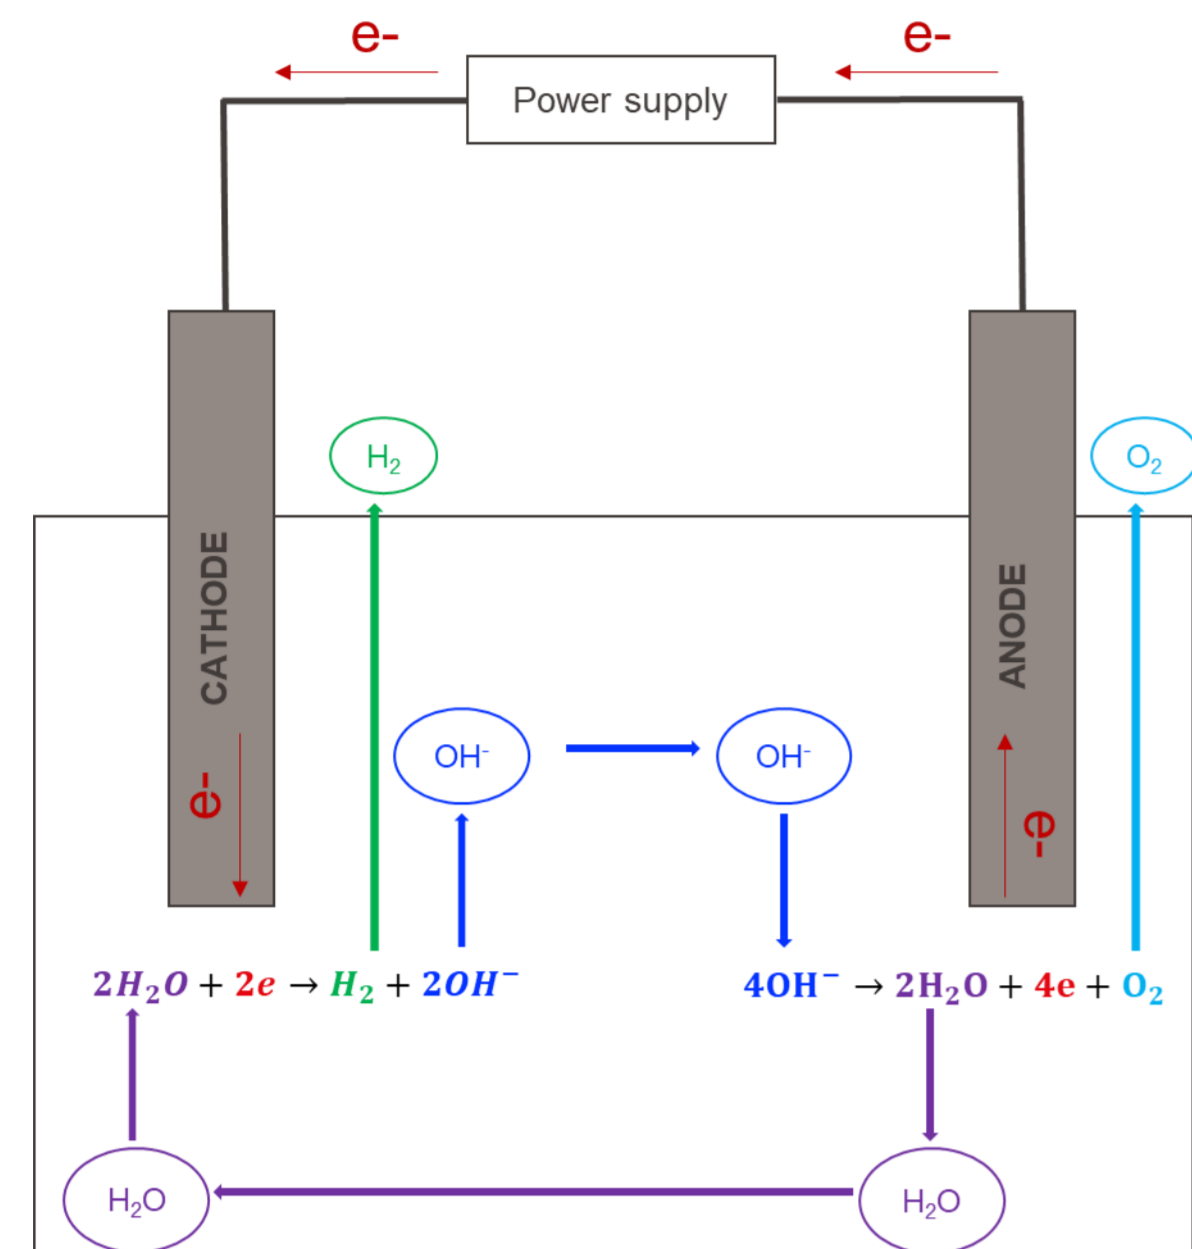 e-
e-
Power supply
H₂
O₂
CATHODE
ANODE
OH⁻
OH⁻
e-
e-
2H₂O + 2e → H₂ + 2OH⁻
4OH⁻ → 2H₂O + 4e + O₂
H₂O
H₂O